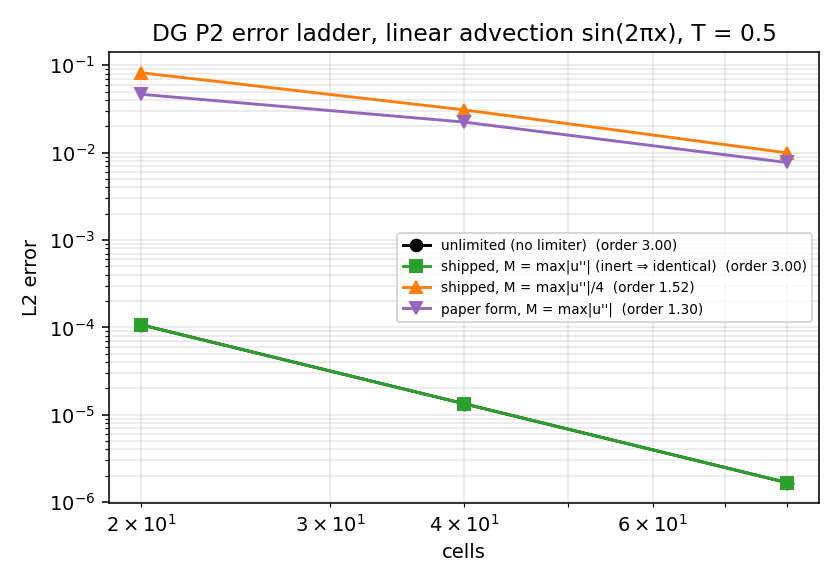 DG P2 error ladder, linear advection sin(2πx), T = 0.5
L2 error
10⁻¹
10⁻²
10⁻³
10⁻⁴
10⁻⁵
10⁻⁶
unlimited (no limiter)  (order 3.00)
shipped, M = max|u''| (inert ⇒ identical)  (order 3.00)
shipped, M = max|u''|/4  (order 1.52)
paper form, M = max|u''|  (order 1.30)
2 × 10¹
3 × 10¹
4 × 10¹
6 × 10¹
cells